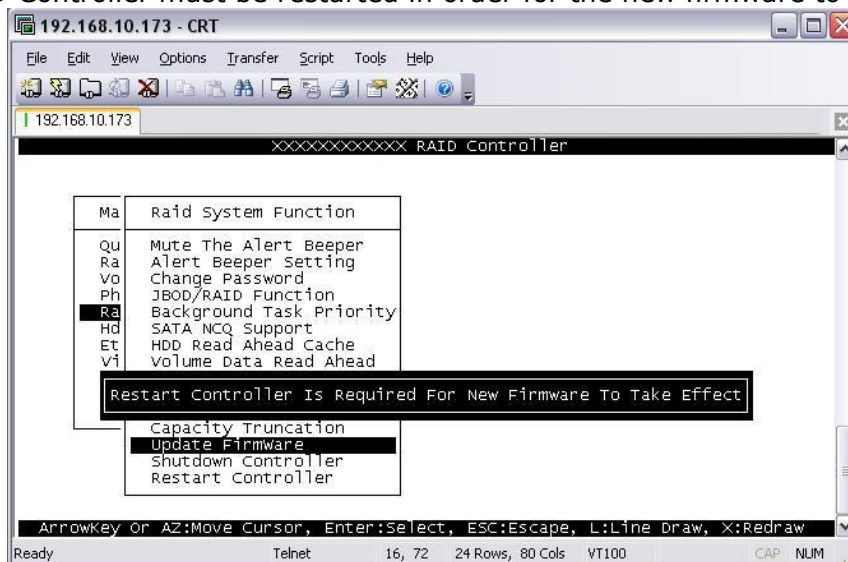 Controller must be restarted in order for the new firmware to
192.168.10.173 - CRT
File Edit View Options Transfer Script Tools Help
192.168.10.173
XXXXXXXXXXXX RAID Controller
Ma Raid System Function
Qu Mute The Alert Beeper
Ra Alert Beeper Setting
Vo Change Password
Ph JBOD/RAID Function
Ra Background Task Priority
Hd SATA NCQ Support
Et HDD Read Ahead Cache
Vi Volume Data Read Ahead
Restart Controller Is Required For New Firmware To Take Effect
Capacity Truncation
Update Firmware
Shutdown Controller
Restart Controller
ArrowKey Or AZ:Move Cursor, Enter:Select, ESC:Escape, L:Line Draw, X:Redraw
Ready Telnet 16, 72 24 Rows, 80 Cols VT100 CAP NUM